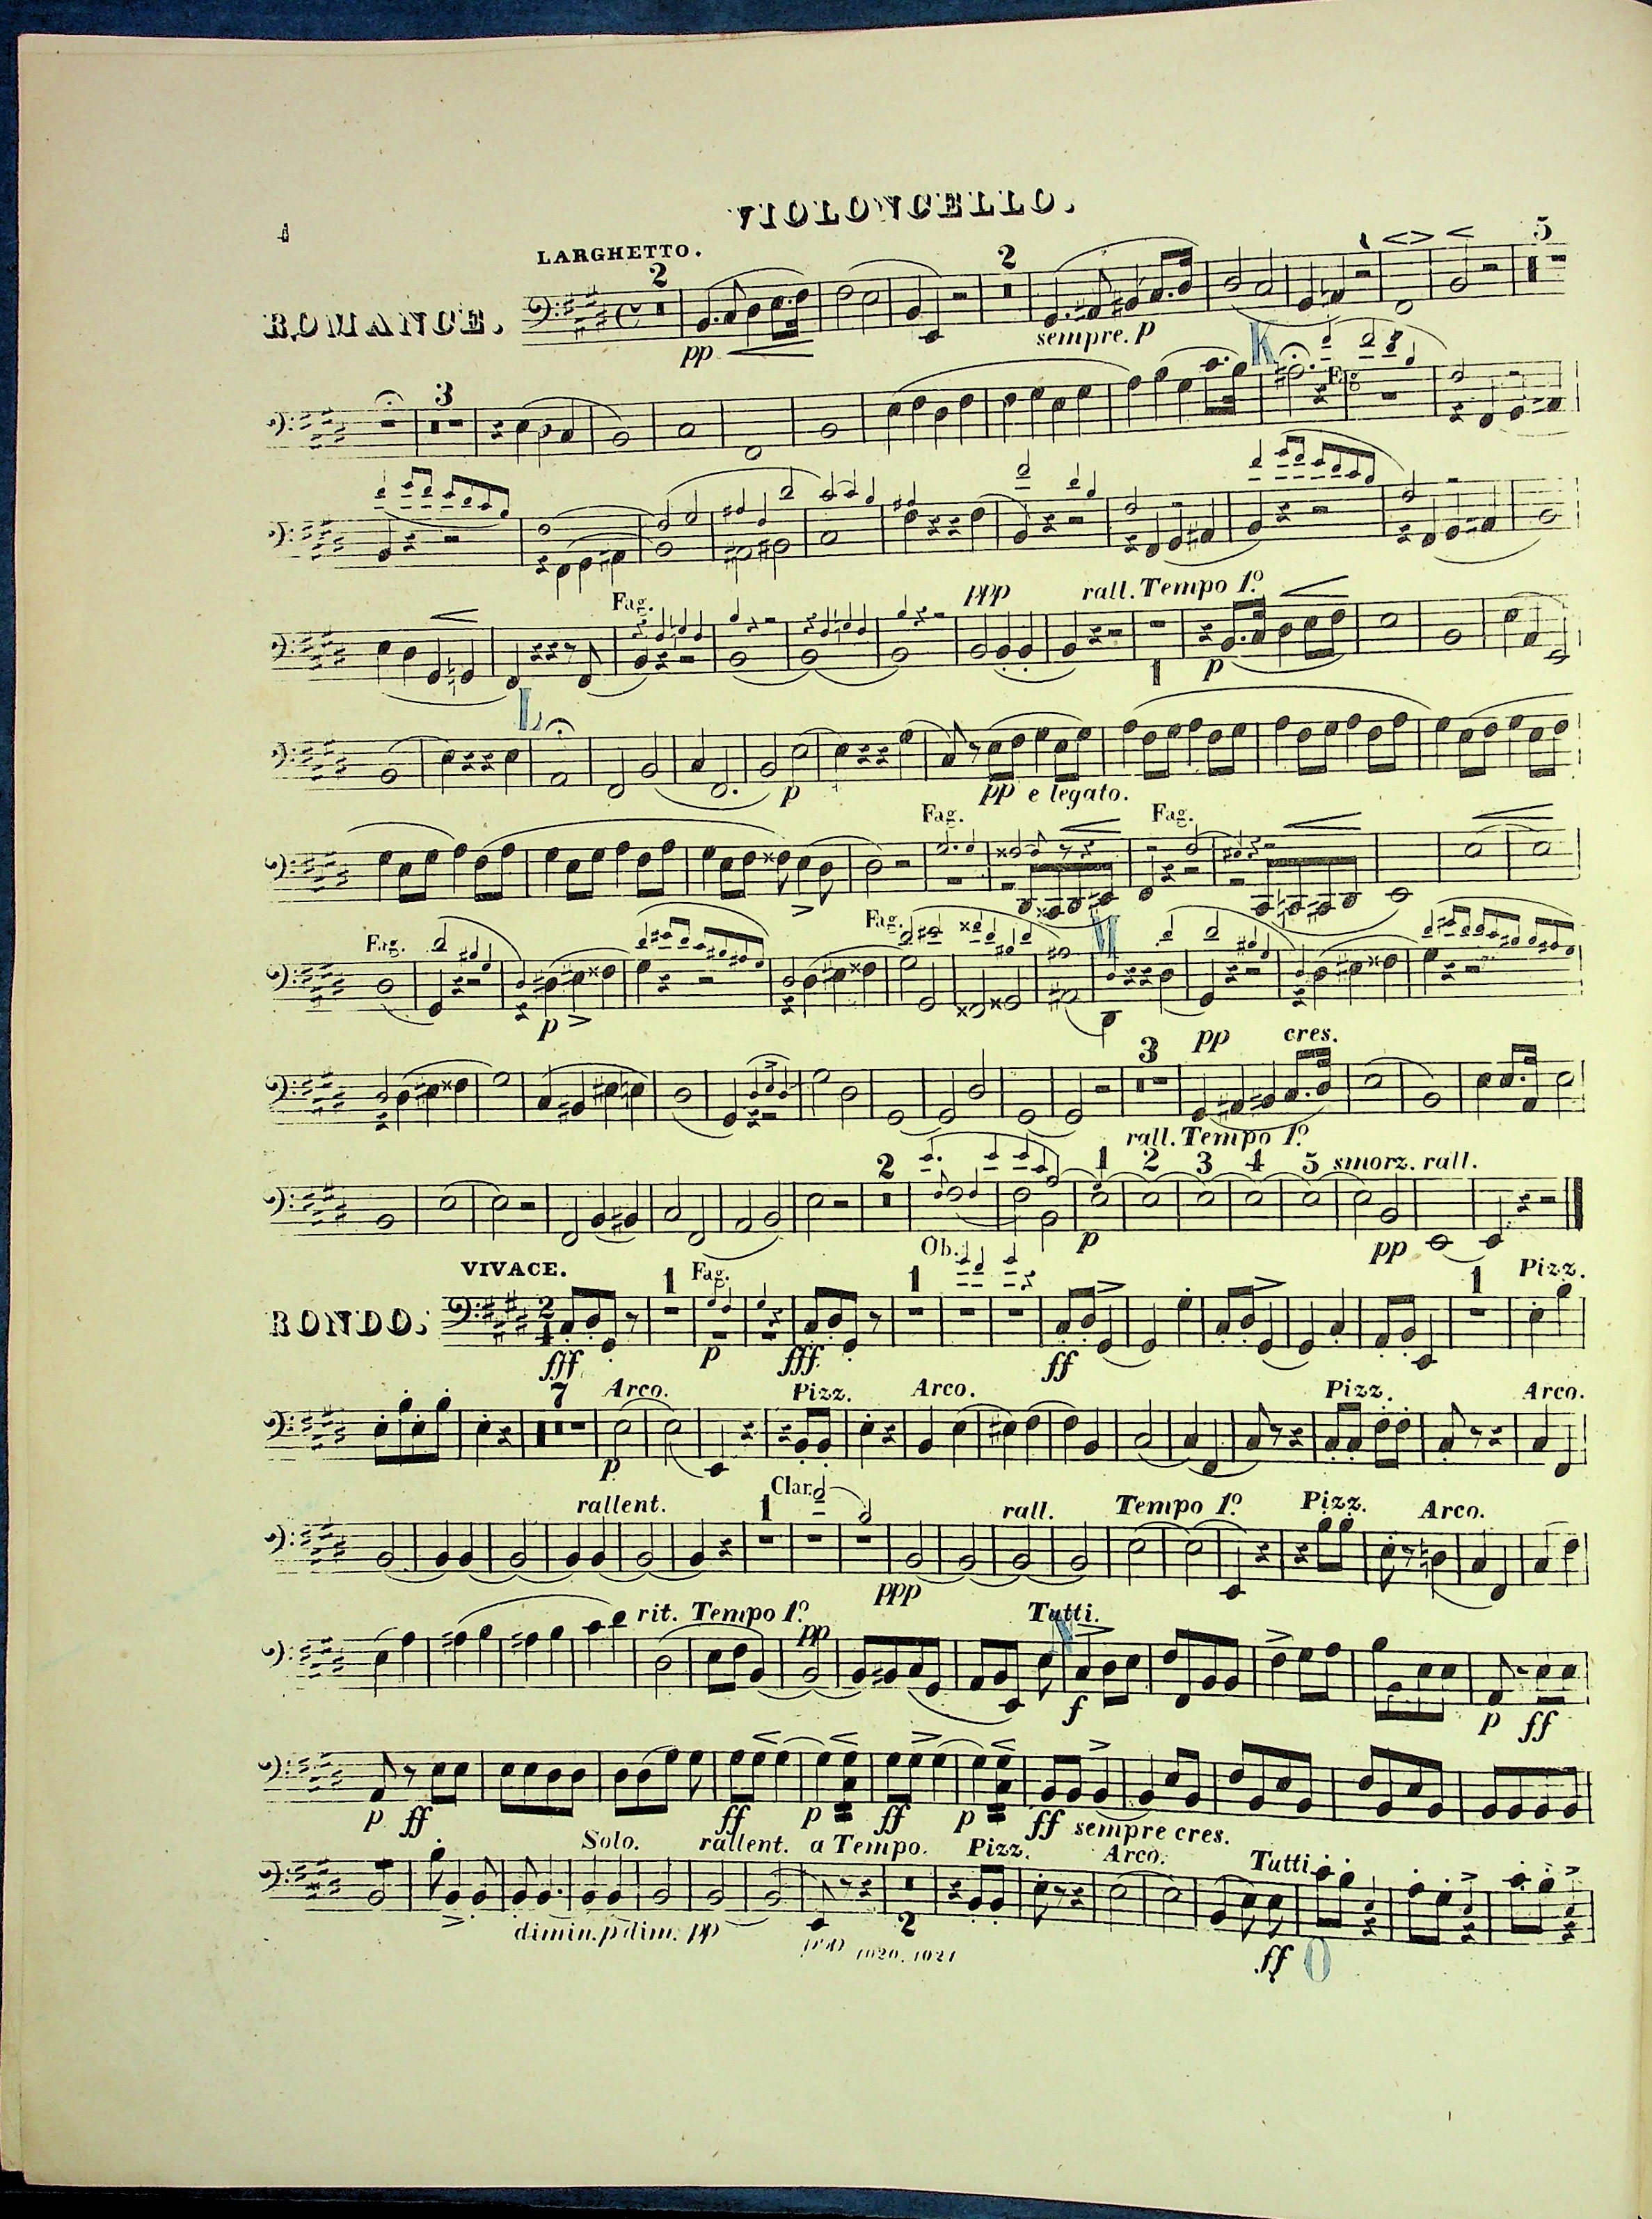 VIOLONCELLO.
4
LARGHETTO.
ROMANCE.
2 2 5
pp sempre. p
K
3 Fag
Fag. ppp rall. Tempo 1º.
1 p
L
p pp e legato.
Fag. Fag.
Fag. Fag. M
p
3 pp cres.
rall. Tempo 1º.
2 1 2 3 4 5 smorz. rall.
p pp
VIVACE.
RONDO.
1 Fag. 1 Ob. 1 Pizz.
fff p fff ff
7 Arco. Pizz. Arco. Pizz. Arco.
p
rallent. 1 Clar. rall. Tempo 1º. Pizz. Arco.
ppp
rit. Tempo 1º. pp Tutti.
f p ff
p ff ff p ff p ff sempre cres.
Solo. rallent. a Tempo. Pizz. Arco. Tutti
dimin. p dim. pp 2 ff O
1020. 1021